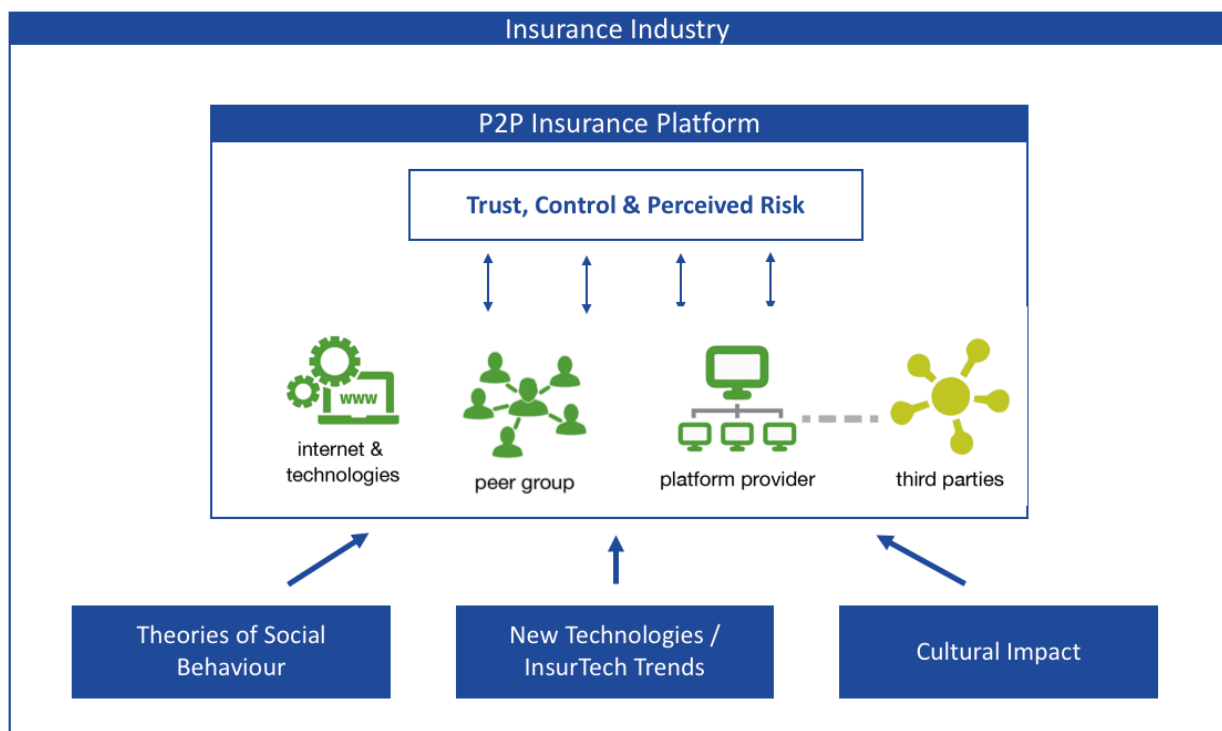 Insurance Industry
P2P Insurance Platform
Trust, Control & Perceived Risk
www
internet &
technologies
peer group
platform provider
third parties
Theories of Social
Behaviour
New Technologies /
InsurTech Trends
Cultural Impact